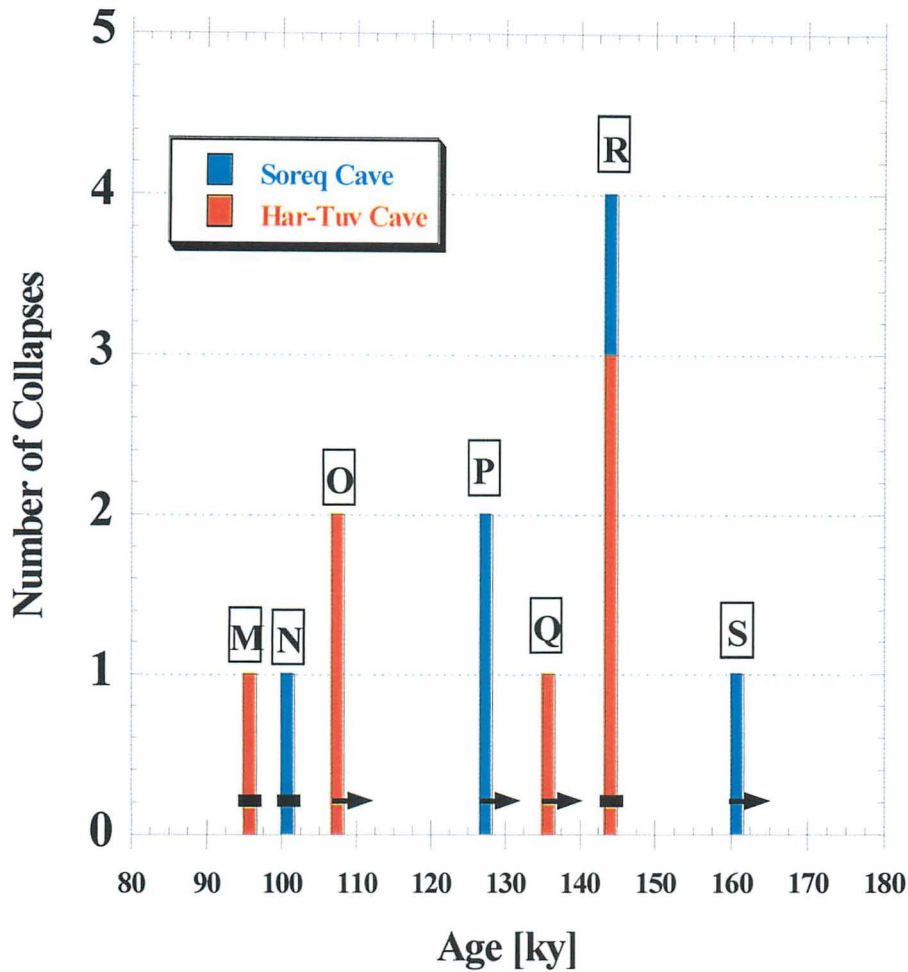 5
4
3
2
1
0
Number of Collapses
Soreq Cave
Har-Tuv Cave
R
O
P
M
N
Q
S
80 90 100 110 120 130 140 150 160 170 180
Age [ky]